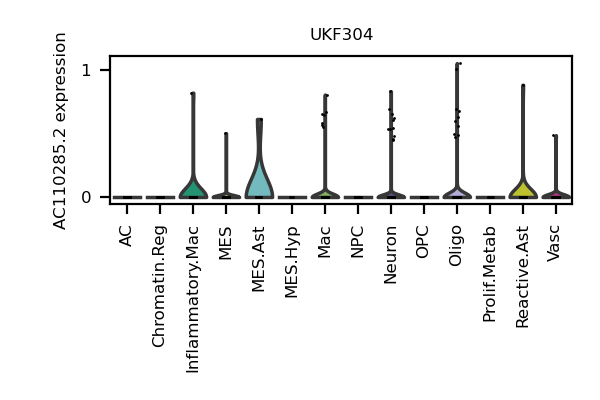 UKF304
AC110285.2 expression
1
0
AC
Chromatin.Reg
Inflammatory.Mac
MES
MES.Ast
MES.Hyp
Mac
NPC
Neuron
OPC
Oligo
Prolif.Metab
Reactive.Ast
Vasc